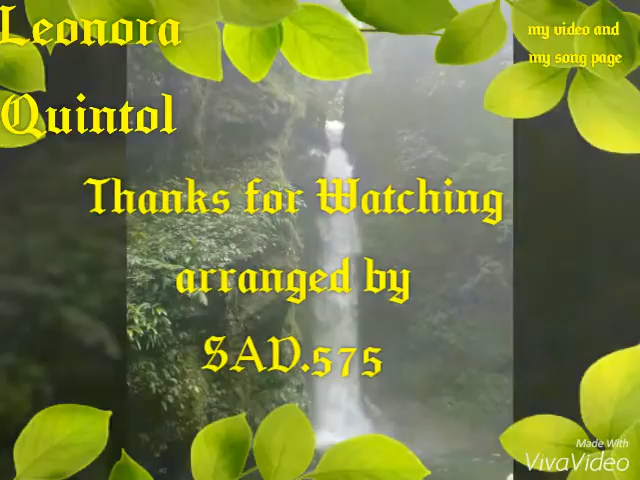 Leonora
Quintol
my video and
my song page
Thanks for Watching
arranged by
SAD.575
Made With
VivaVideo